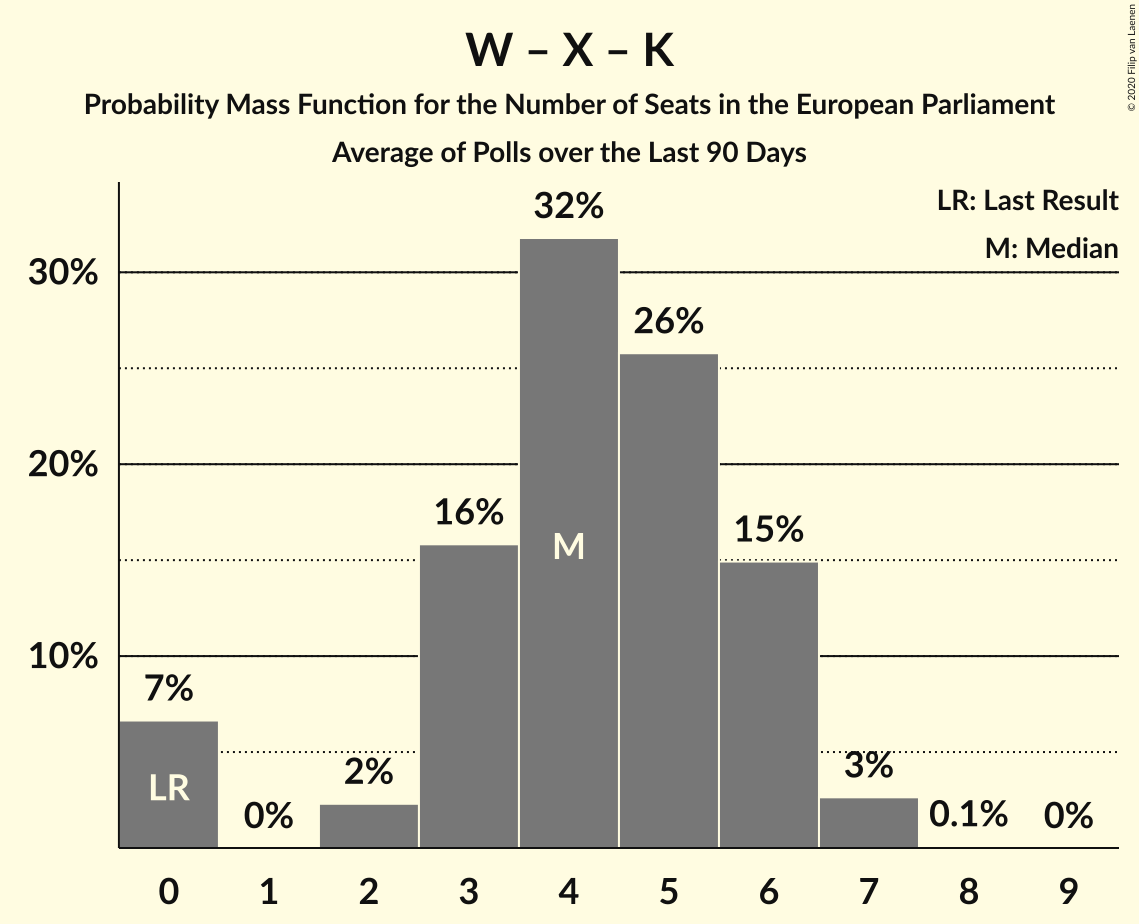 W – X – K
Probability Mass Function for the Number of Seats in the European Parliament
Average of Polls over the Last 90 Days
© 2020 Filip van Laenen
LR: Last Result
M: Median
30%
20%
10%
7%
0%
2%
16%
32%
26%
15%
3%
0.1%
0%
LR
M
0 1 2 3 4 5 6 7 8 9